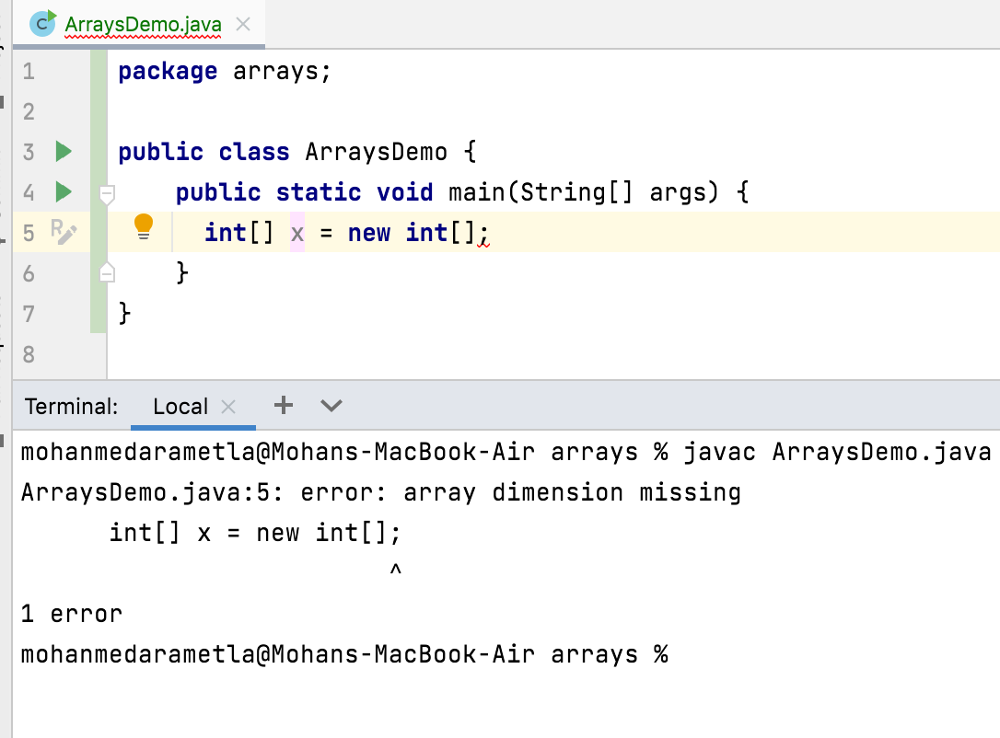 ArraysDemo.java
1 package arrays;
2
3 public class ArraysDemo {
4     public static void main(String[] args) {
5       int[] x = new int[];
6     }
7 }
8
Terminal: Local
mohanmedarametla@Mohans-MacBook-Air arrays % javac ArraysDemo.java
ArraysDemo.java:5: error: array dimension missing
      int[] x = new int[];
                         ^
1 error
mohanmedarametla@Mohans-MacBook-Air arrays %